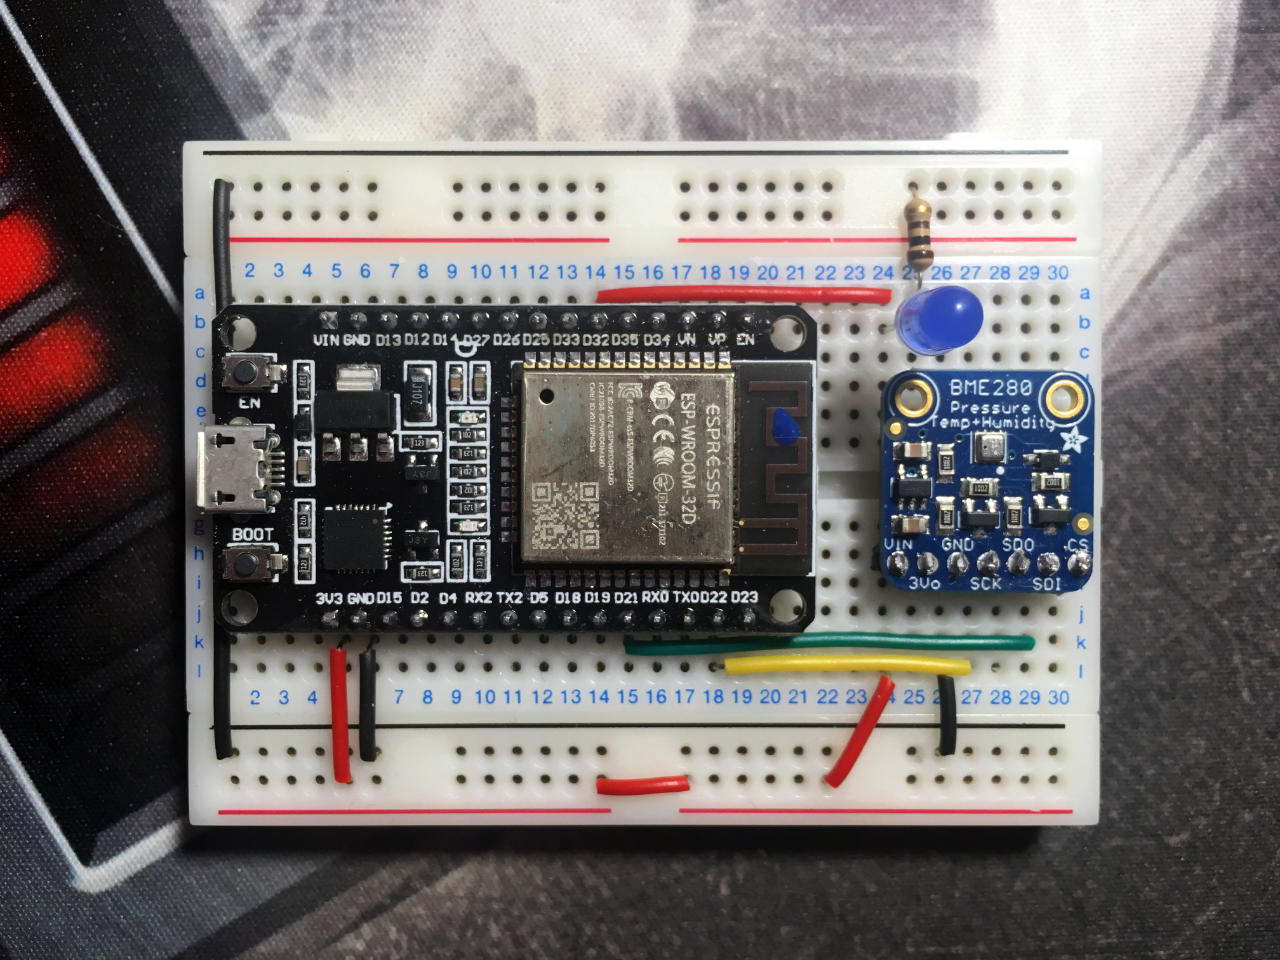 2 3 4 5 6 7 8 9 10 11 12 13 14 15 16 17 18 19 20 21 22 23 24 25 26 27 28 29 30
a a
b b
c c
d
e
VIN GND D13 D12 D14 D27 D26 D25 D33 D32 D35 D34 VN VP EN
EN
J107
ESPRESSIF
ESP-WROOM-32D
BME280
Pressure
Temp+Humidity
BOOT
g
h h
i i
VIN GND SDO CS
3Vo SCK SDI
3V3 GND D15 D2 D4 RX2 TX2 D5 D18 D19 D21 RX0 TX0 D22 D23
j j
k k
l l
2 3 4 7 8 9 10 11 12 13 14 15 16 17 18 19 20 21 22 23 25 27 28 29 30